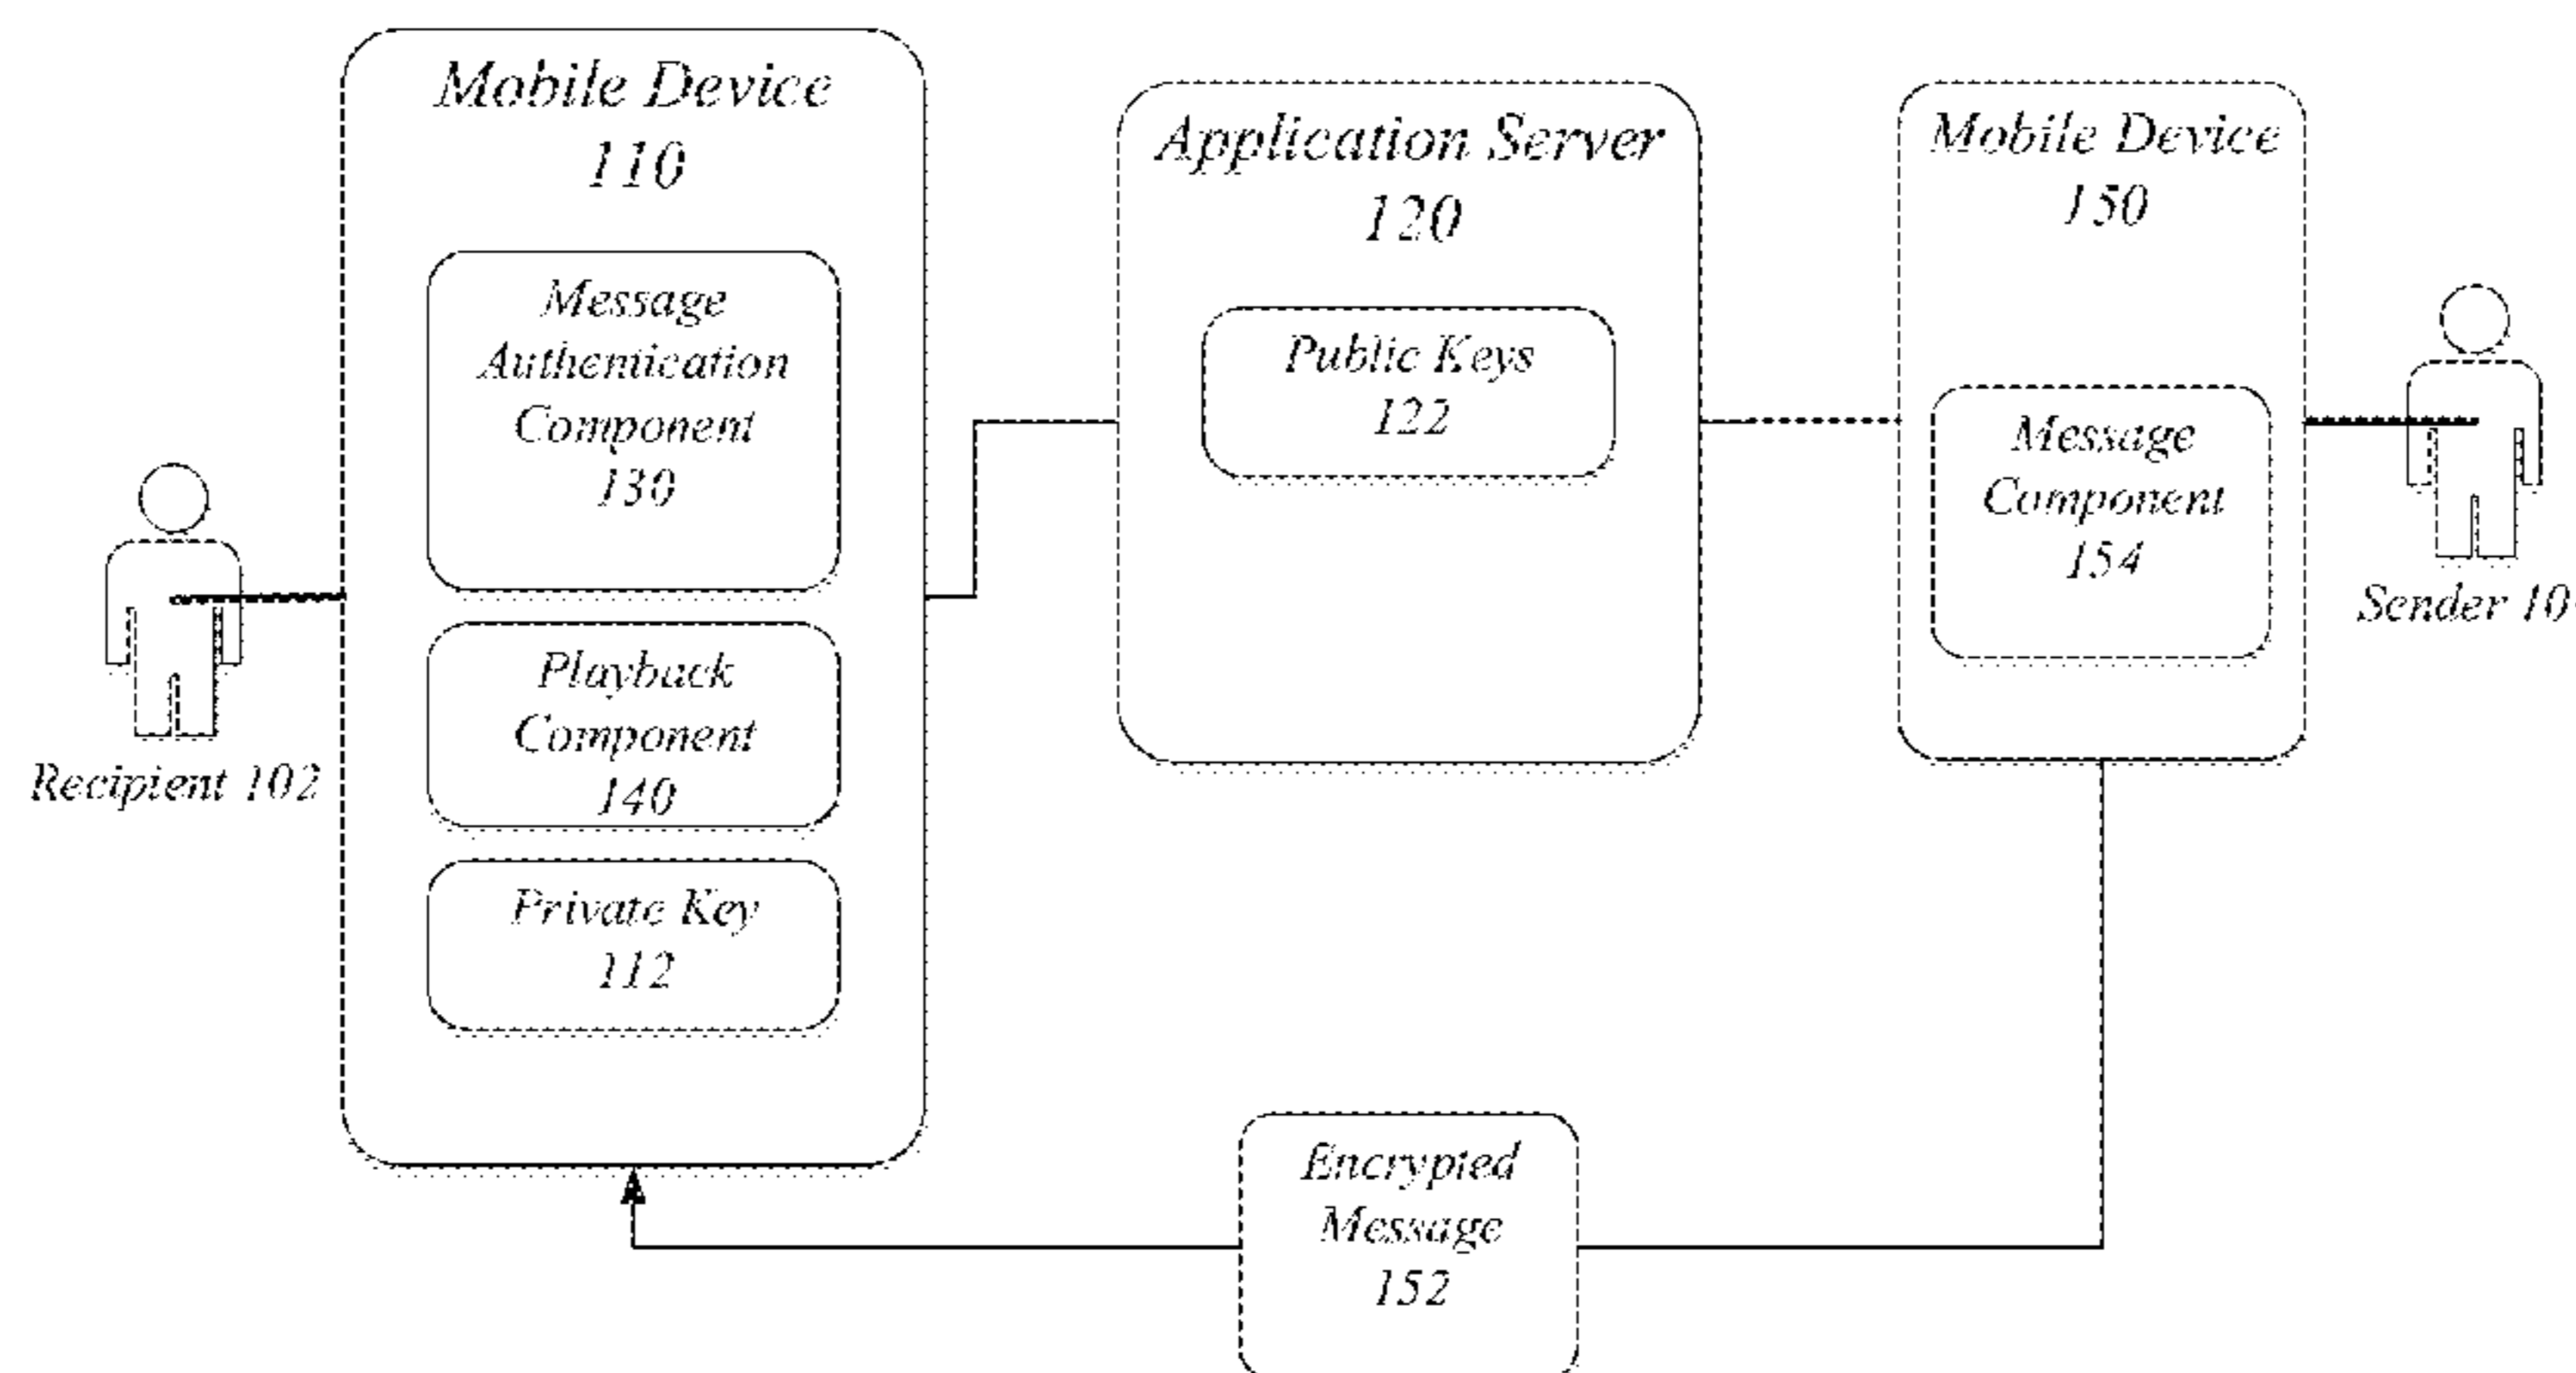 Mobile Device
110
Message
Authentication
Component
130
Playback
Component
140
Private Key
112
Recipient 102
Application Server
120
Public Keys
122
Mobile Device
150
Message
Component
154
Sender 10
Encrypted
Message
152